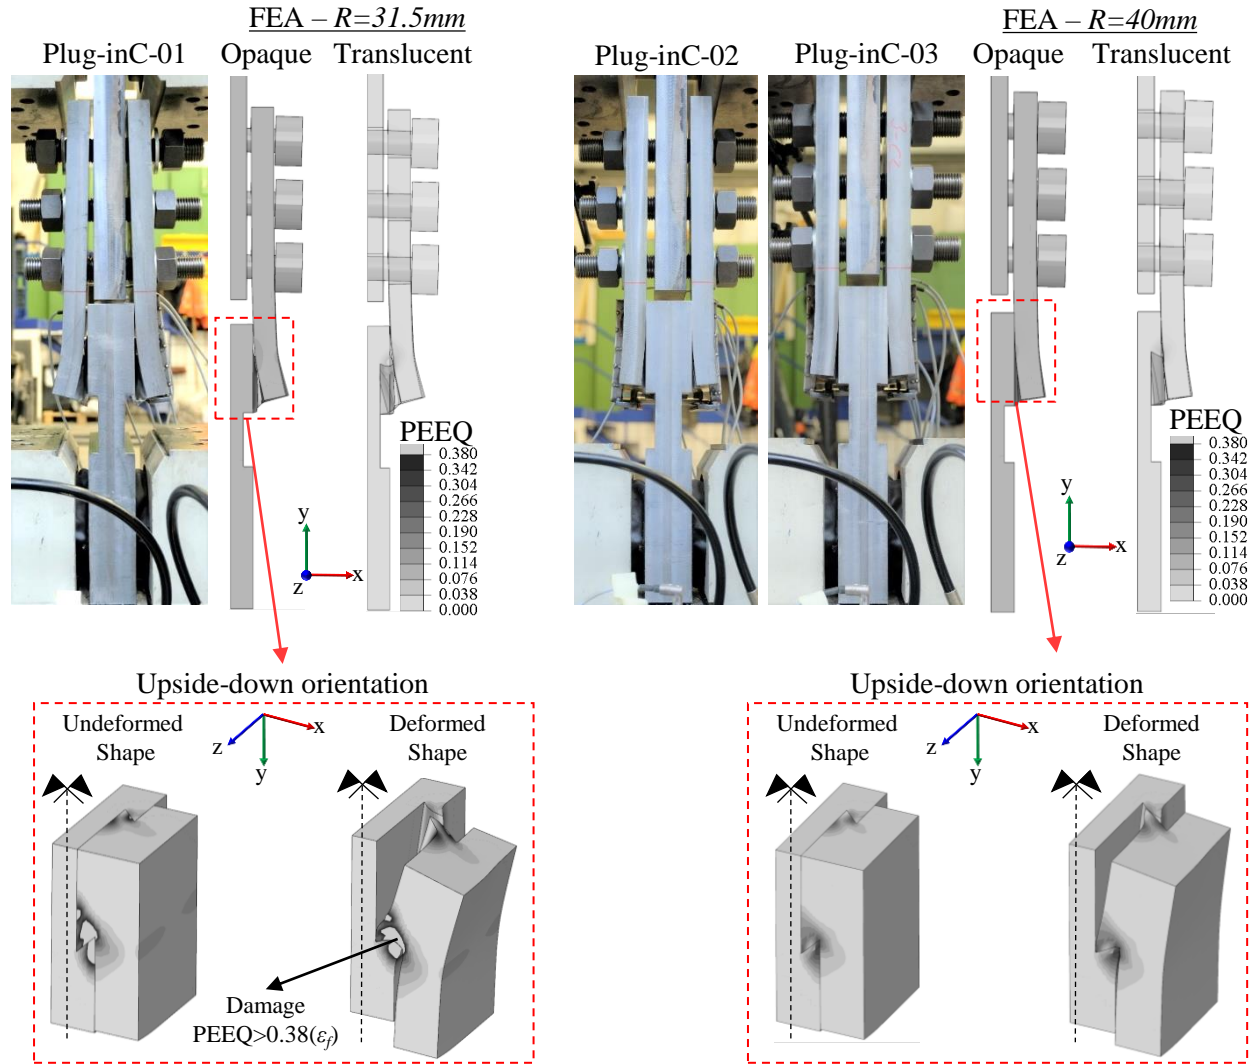 FEA – R=31.5mm
Plug-inC-01 Opaque Translucent
PEEQ
0.380
0.342
0.304
0.266
0.228
0.190
0.152
0.114
0.076
0.038
0.000
y
z
x
Upside-down orientation
Undeformed
Shape
z
x
y
Deformed
Shape
Damage
PEEQ>0.38(εf)
FEA – R=40mm
Plug-inC-02 Plug-inC-03 Opaque Translucent
PEEQ
0.380
0.342
0.304
0.266
0.228
0.190
0.152
0.114
0.076
0.038
0.000
y
z
x
Upside-down orientation
Undeformed
Shape
z
x
y
Deformed
Shape